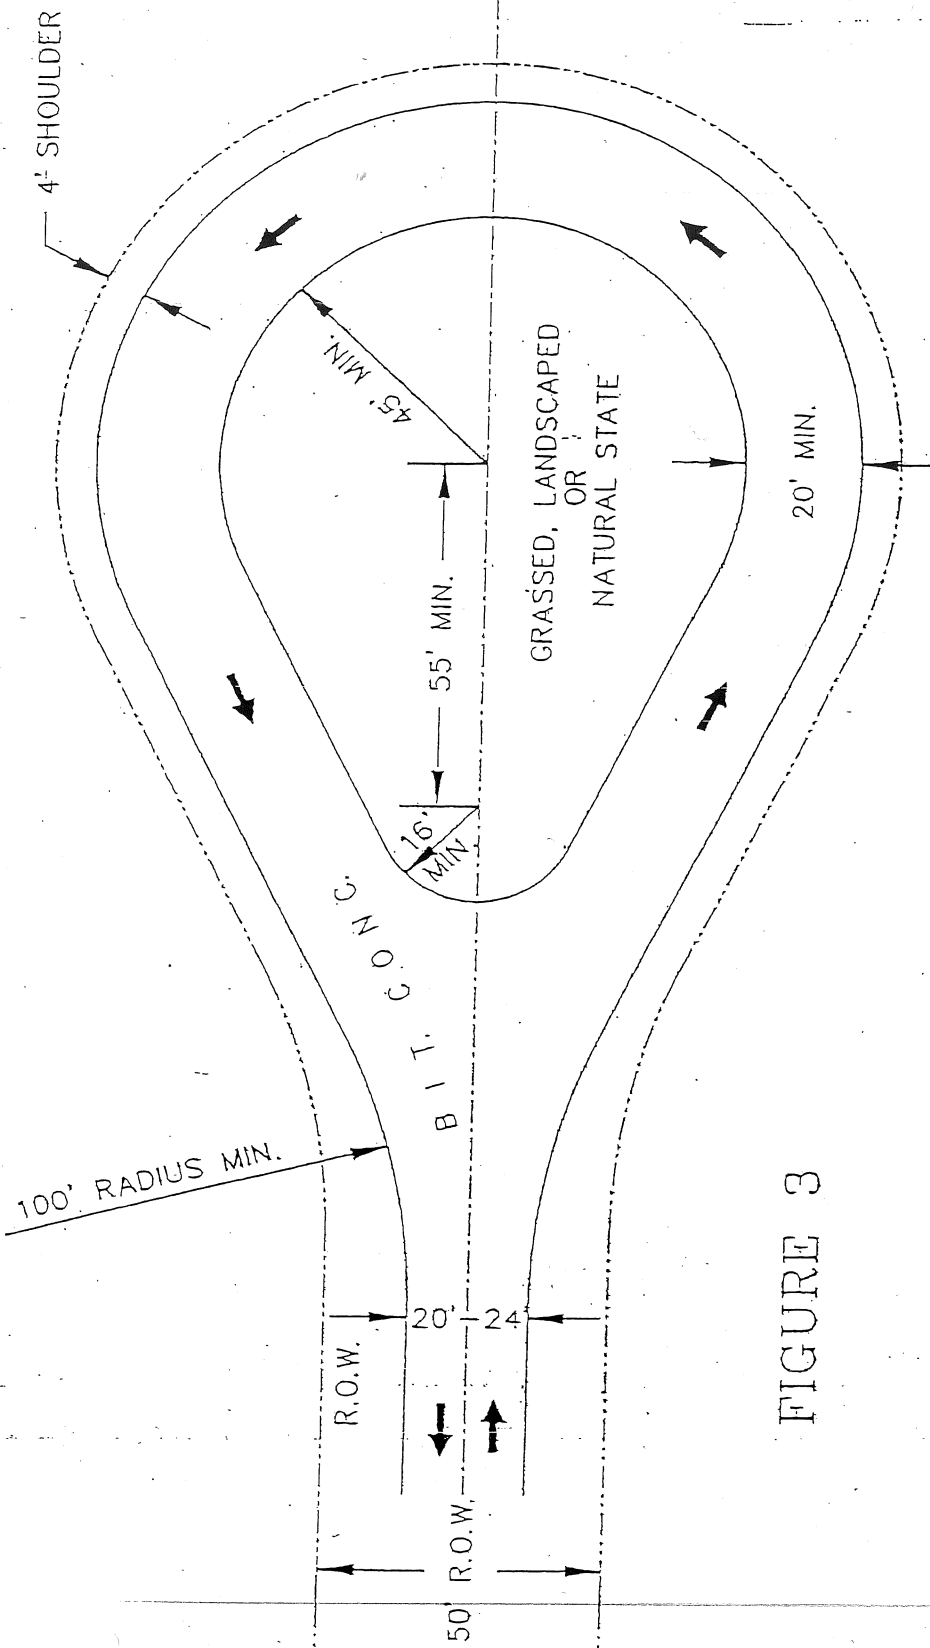 4' SHOULDER
45' MIN.
55' MIN.
GRASSED, LANDSCAPED
OR
NATURAL STATE
20' MIN.
16'
MIN
BIT. CONC.
100' RADIUS MIN.
20' - 24
R.O.W.
50' R.O.W.
FIGURE 3